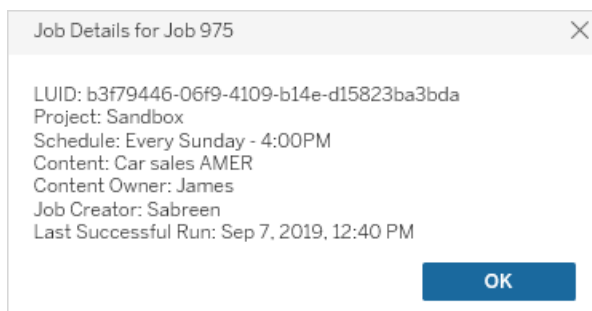 Job Details for Job 975
LUID: b3f79446-06f9-4109-b14e-d15823ba3bda
Project: Sandbox
Schedule: Every Sunday - 4:00PM
Content: Car sales AMER
Content Owner: James
Job Creator: Sabreen
Last Successful Run: Sep 7, 2019, 12:40 PM
OK